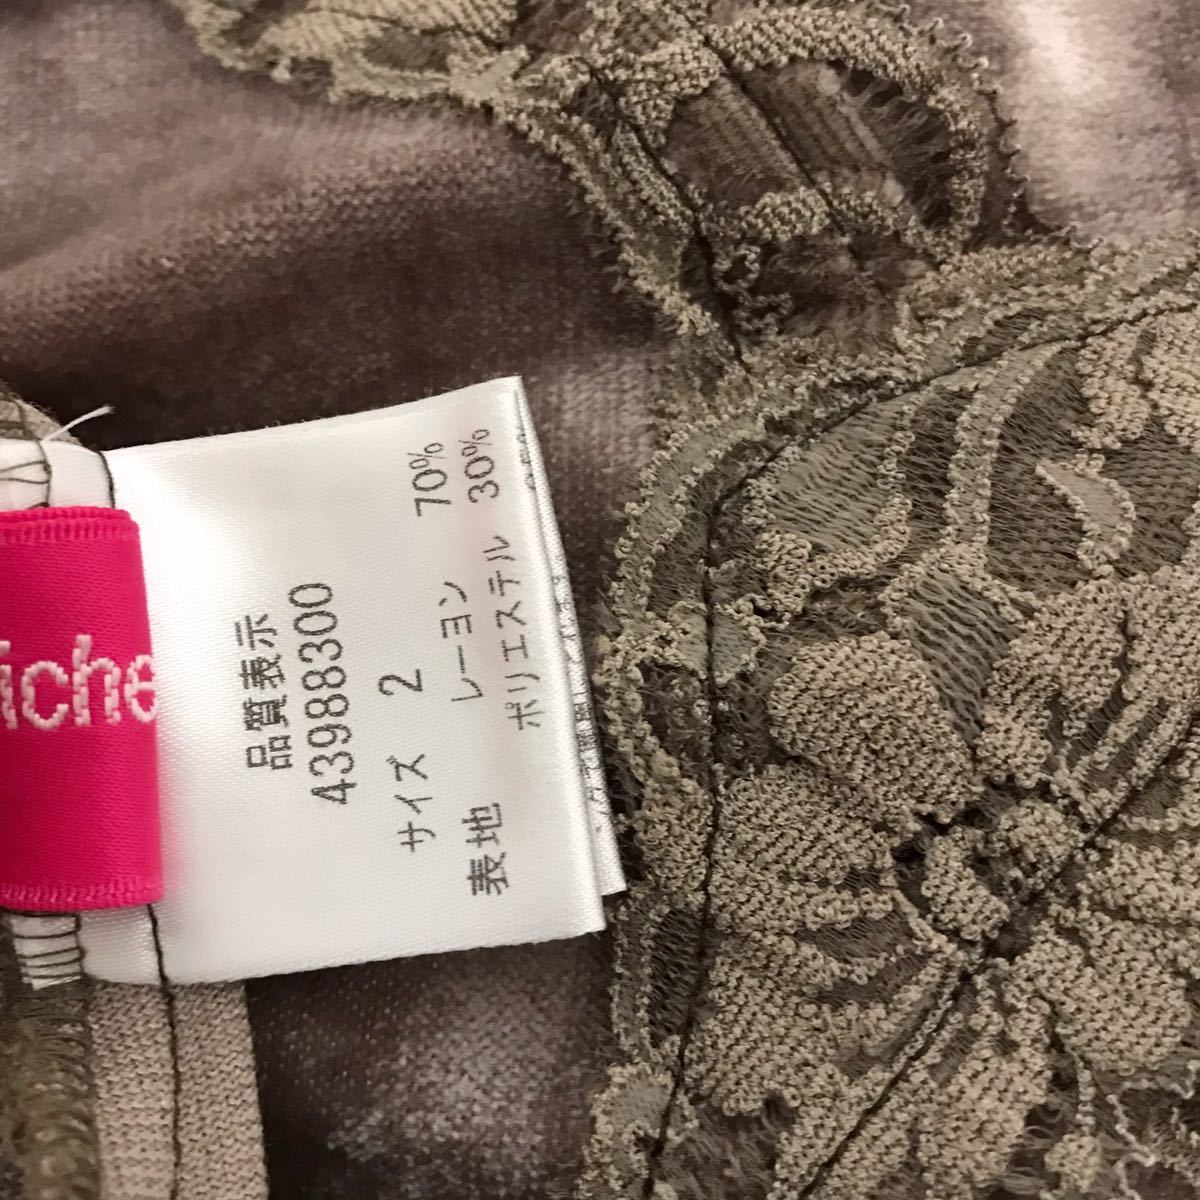 iche
品質表示
43988300
サイズ 2
表地 レーヨン 70%
ポリエステル 30%